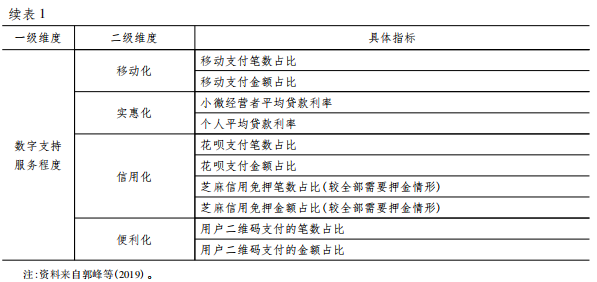 续表1
一级维度 二级维度 具体指标
数字支持服务程度 移动化 移动支付笔数占比
移动支付金额占比
实惠化 小微经营者平均贷款利率
个人平均贷款利率
信用化 花呗支付笔数占比
花呗支付金额占比
芝麻信用免押笔数占比(较全部需要押金情形)
芝麻信用免押金额占比(较全部需要押金情形)
便利化 用户二维码支付的笔数占比
用户二维码支付的金额占比
注:资料来自郭峰等(2019)。